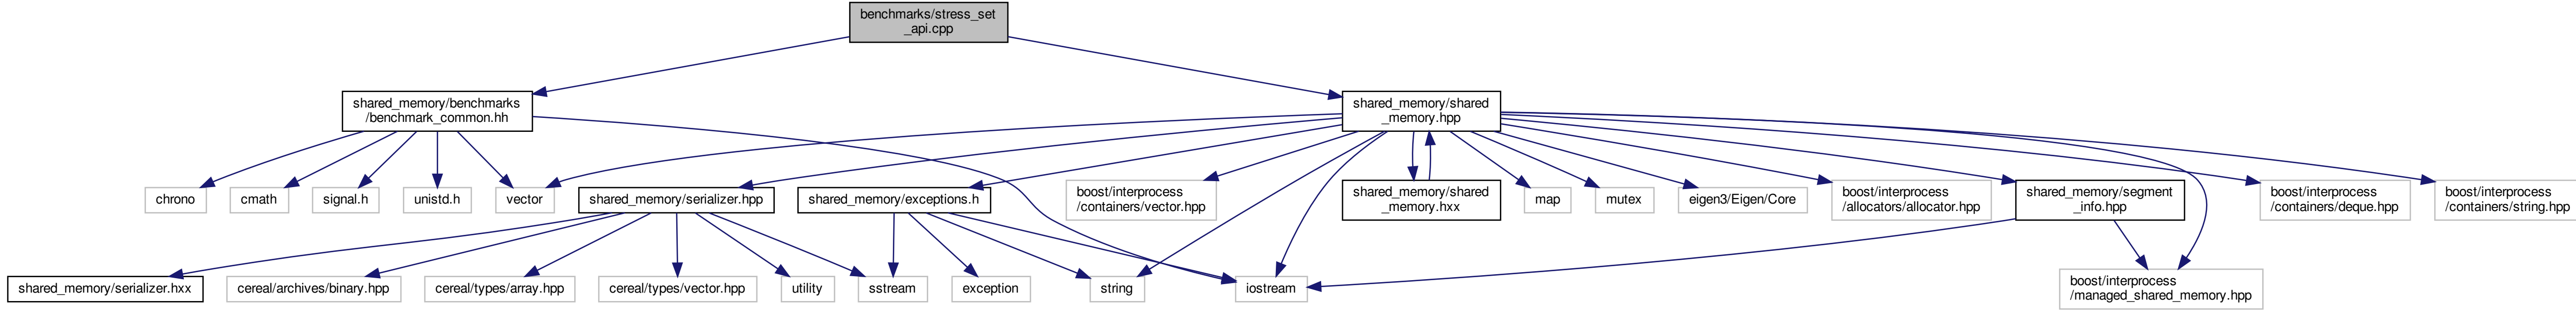 benchmarks/stress_set
_api.cpp
shared_memory/benchmarks
/benchmark_common.hh
shared_memory/shared
_memory.hpp
chrono
cmath
signal.h
unistd.h
vector
shared_memory/serializer.hpp
shared_memory/exceptions.h
boost/interprocess
/containers/vector.hpp
shared_memory/shared
_memory.hxx
map
mutex
eigen3/Eigen/Core
boost/interprocess
/allocators/allocator.hpp
shared_memory/segment
_info.hpp
boost/interprocess
/containers/deque.hpp
boost/interprocess
/containers/string.hpp
shared_memory/serializer.hxx
cereal/archives/binary.hpp
cereal/types/array.hpp
cereal/types/vector.hpp
utility
sstream
exception
string
iostream
boost/interprocess
/managed_shared_memory.hpp